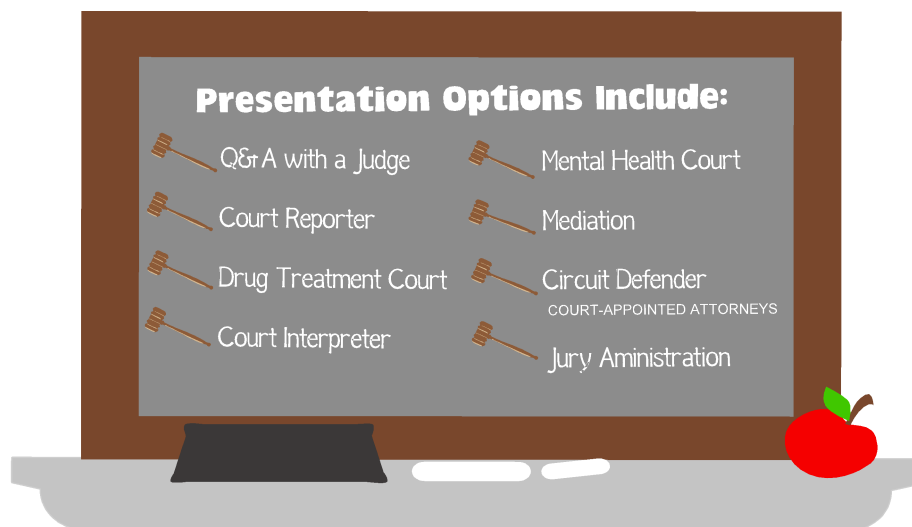 Presentation Options Include:
Q&A with a Judge
Court Reporter
Drug Treatment Court
Court Interpreter
Mental Health Court
Mediation
Circuit Defender
COURT-APPOINTED ATTORNEYS
Jury Aministration